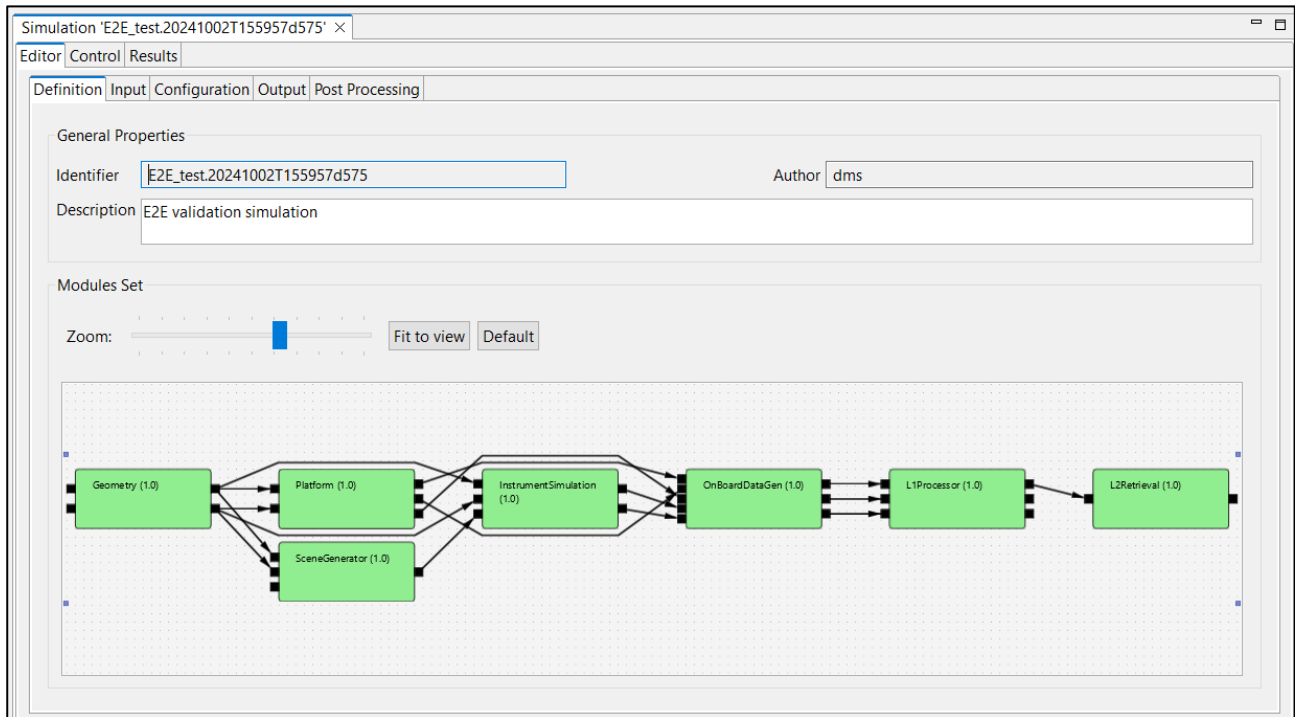 Simulation 'E2E_test.20241002T155957d575'
Editor Control Results
Definition Input Configuration Output Post Processing
General Properties
Identifier E2E_test.20241002T155957d575 Author dms
Description E2E validation simulation
Modules Set
Zoom: Fit to view Default
Geometry (1.0) Platform (1.0) InstrumentSimulation (1.0) OnBoardDataGen (1.0) L1Processor (1.0) L2Retrieval (1.0)
SceneGenerator (1.0)